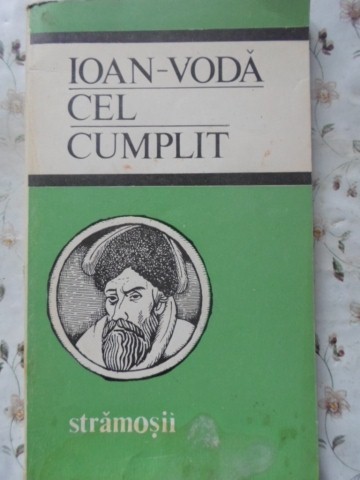 IOAN-VODĂ
CEL
CUMPLIT
strămoșii